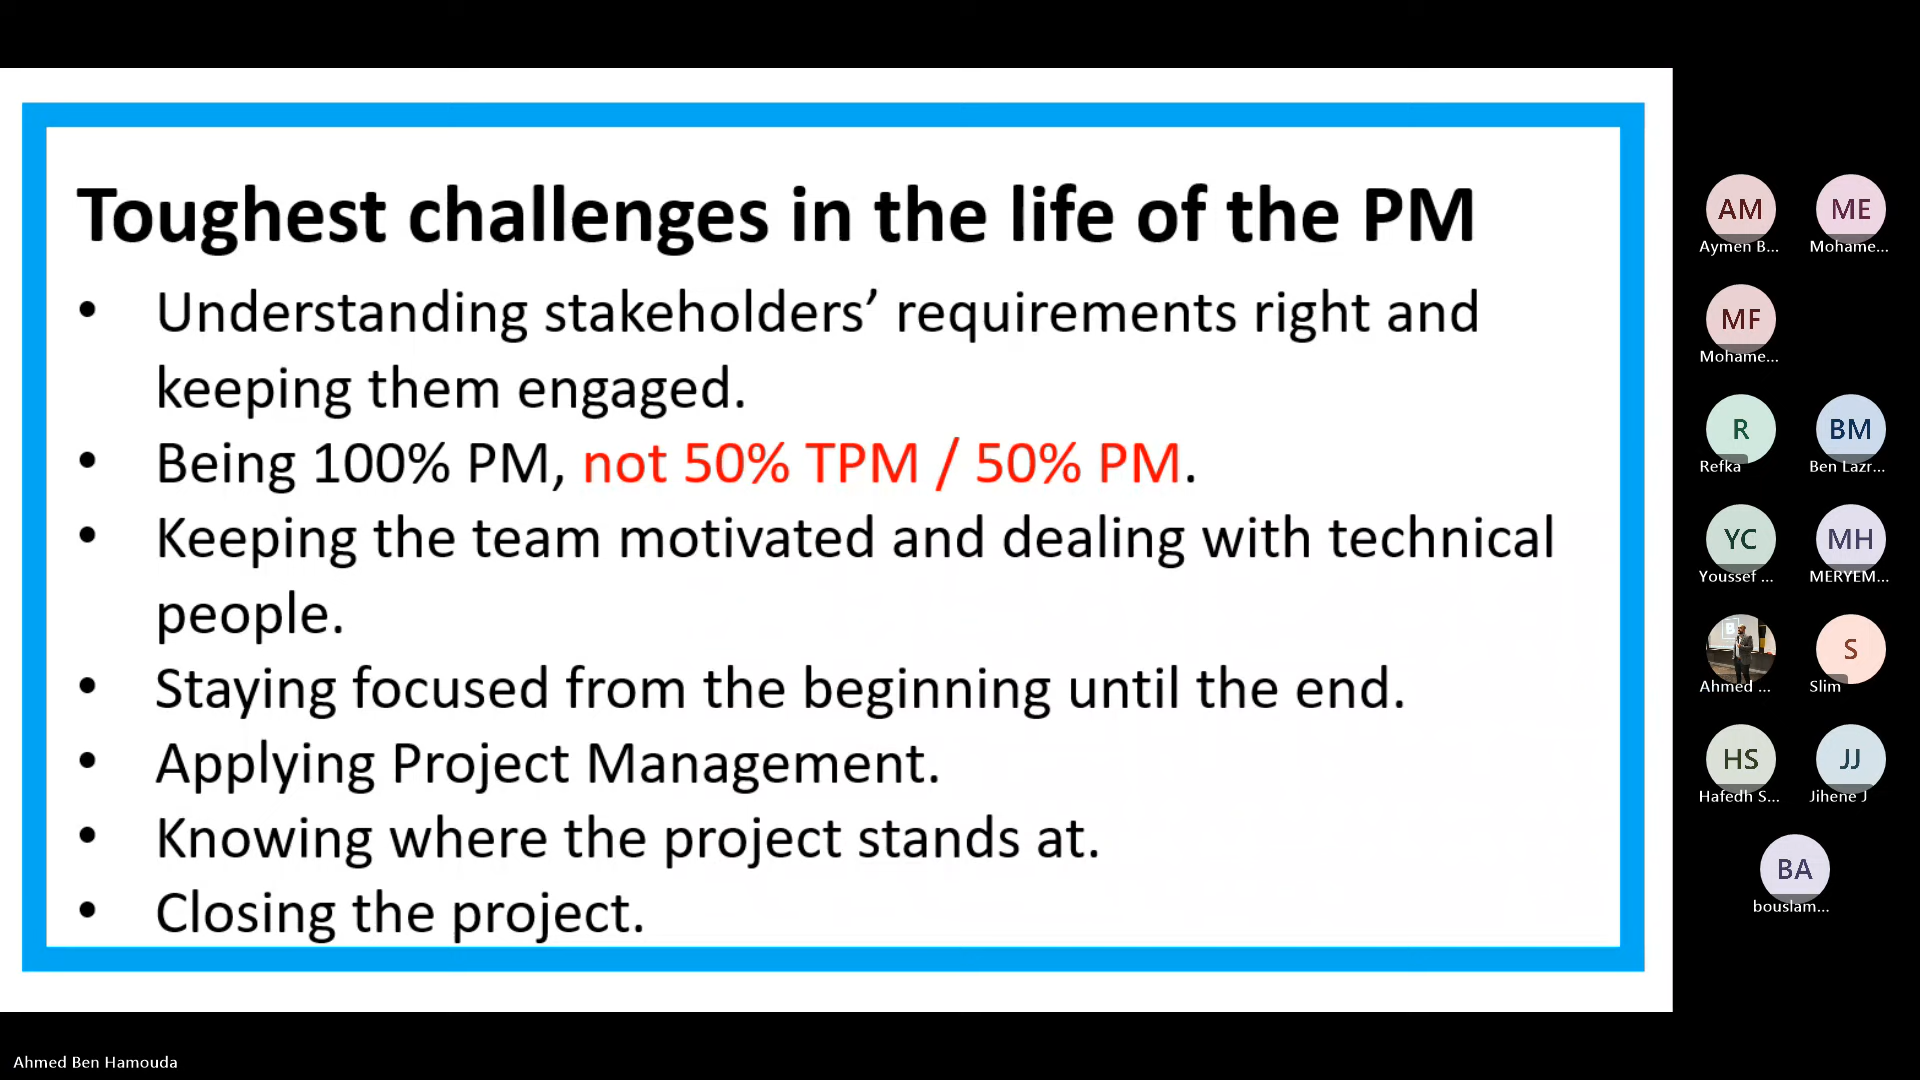 Toughest challenges in the life of the PM
• Understanding stakeholders’ requirements right and
keeping them engaged.
• Being 100% PM, not 50% TPM / 50% PM.
• Keeping the team motivated and dealing with technical
people.
• Staying focused from the beginning until the end.
• Applying Project Management.
• Knowing where the project stands at.
• Closing the project.
AM
Aymen B...
ME
Mohame...
MF
Mohame...
R
Refka
BM
Ben Lazr...
YC
Youssef ...
MH
MERYEM...
Ahmed ...
S
Slim
HS
Hafedh S...
JJ
Jihene J
BA
bouslam...
Ahmed Ben Hamouda